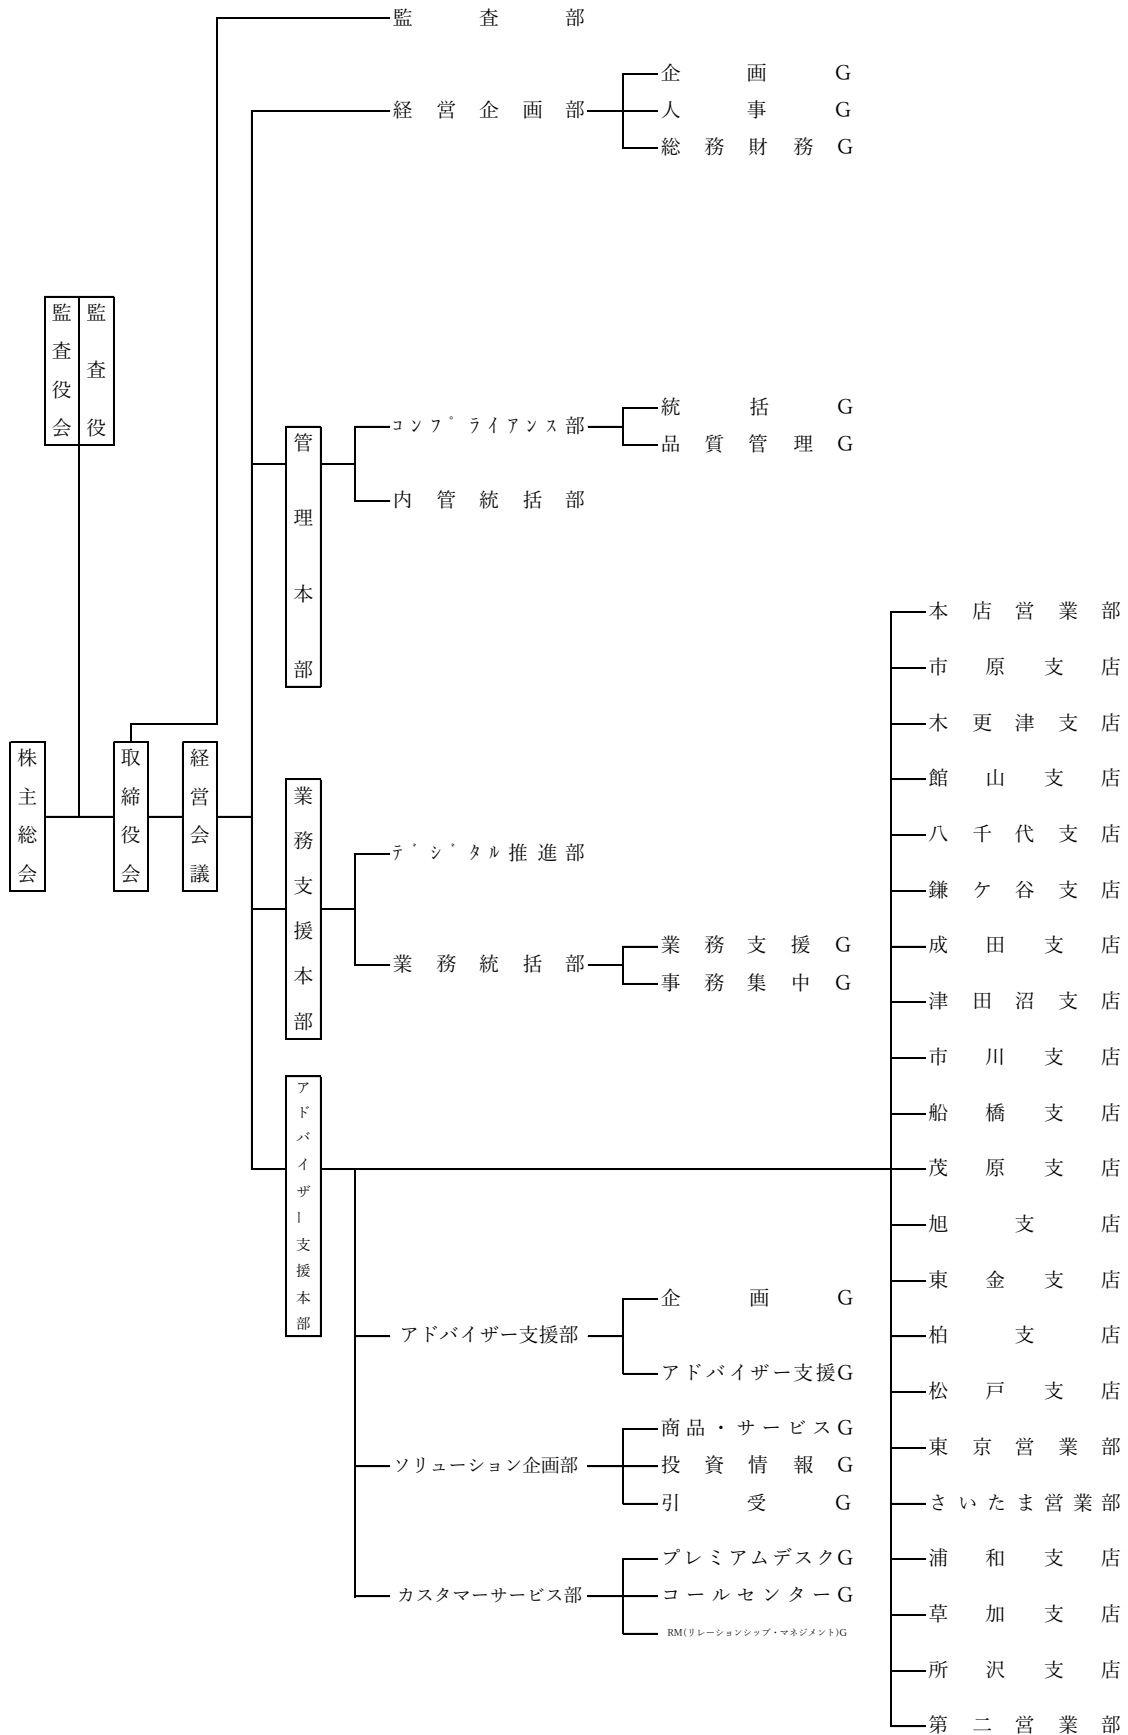 監査部
経営企画部
企画G
人事G
総務財務G
監査役会
監査役
管理本部
コンプライアンス部
統括G
品質管理G
内管統括部
株主総会
取締役会
経営会議
業務支援本部
デジタル推進部
業務統括部
業務支援G
事務集中G
アドバイザー支援本部
アドバイザー支援部
企画G
アドバイザー支援G
ソリューション企画部
商品・サービスG
投資情報G
引受G
カスタマーサービス部
プレミアムデスクG
コールセンターG
RM(リレーションシップ・マネジメント)G
本店営業部
市原支店
木更津支店
館山支店
八千代支店
鎌ケ谷支店
成田支店
津田沼支店
市川支店
船橋支店
茂原支店
旭支店
東金支店
柏支店
松戸支店
東京営業部
さいたま営業部
浦和支店
草加支店
所沢支店
第二営業部